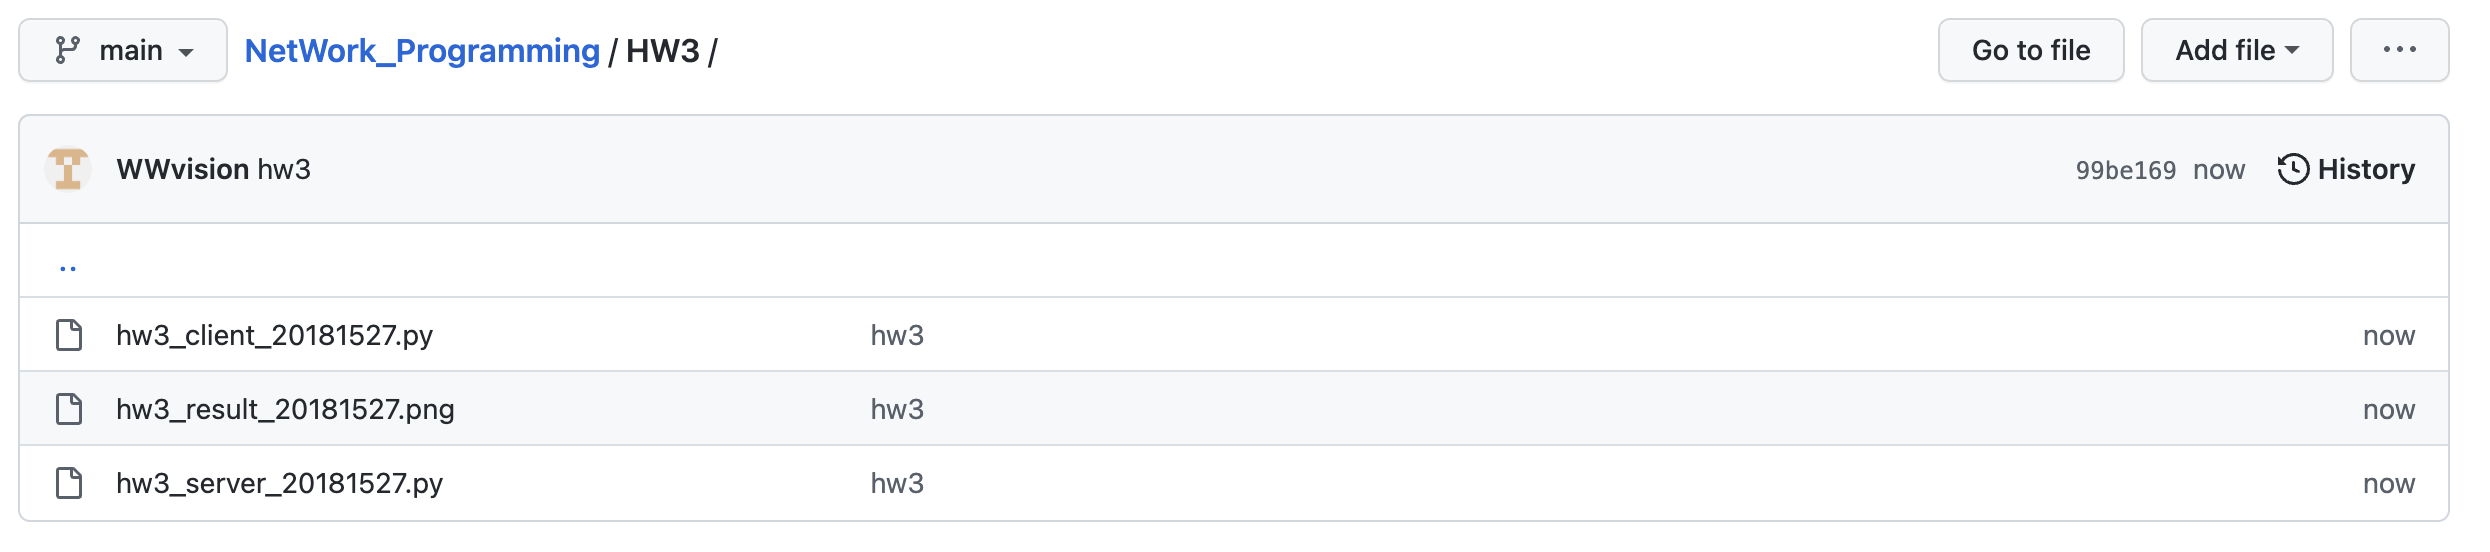 main NetWork_Programming / HW3 / Go to file Add file ...
WWvision hw3 99be169 now History
..
hw3_client_20181527.py hw3 now
hw3_result_20181527.png hw3 now
hw3_server_20181527.py hw3 now